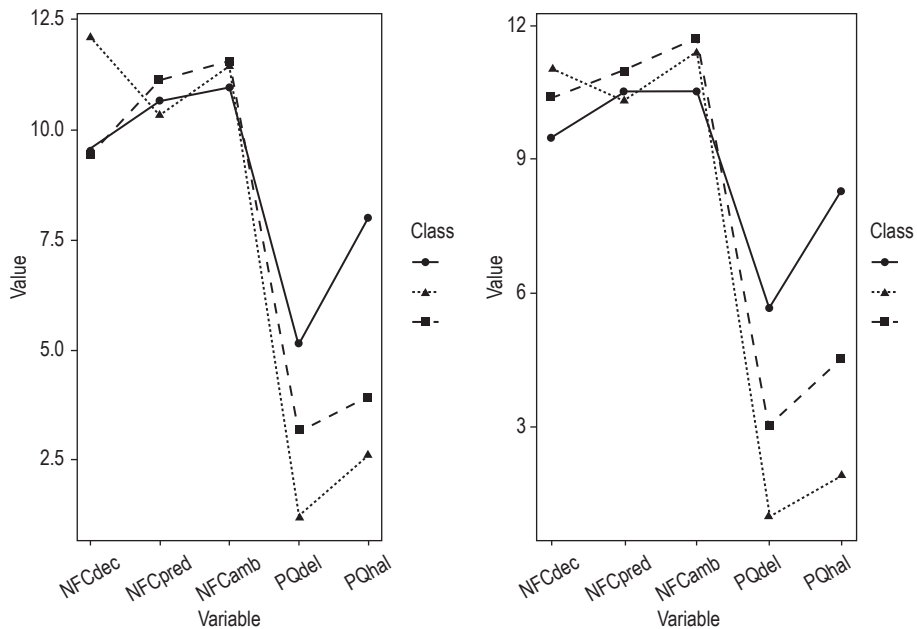 12.5
10.0
7.5
5.0
2.5
Value
NFCdec
NFCpred
NFCamb
PQdel
PQhal
Variable
Class
12
9
6
3
Value
NFCdec
NFCpred
NFCamb
PQdel
PQhal
Variable
Class